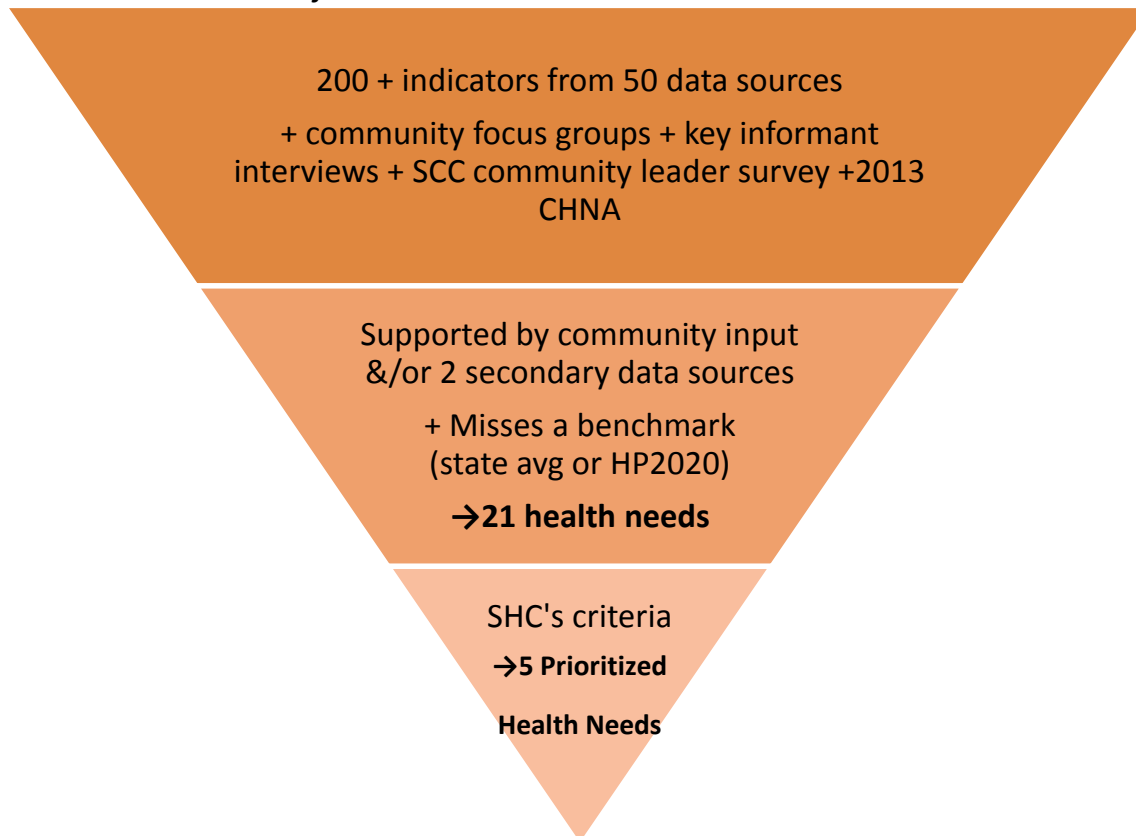 200 + indicators from 50 data sources
+ community focus groups + key informant
interviews + SCC community leader survey +2013
CHNA
Supported by community input
&/or 2 secondary data sources
+ Misses a benchmark
(state avg or HP2020)
→21 health needs
SHC's criteria
→5 Prioritized
Health Needs